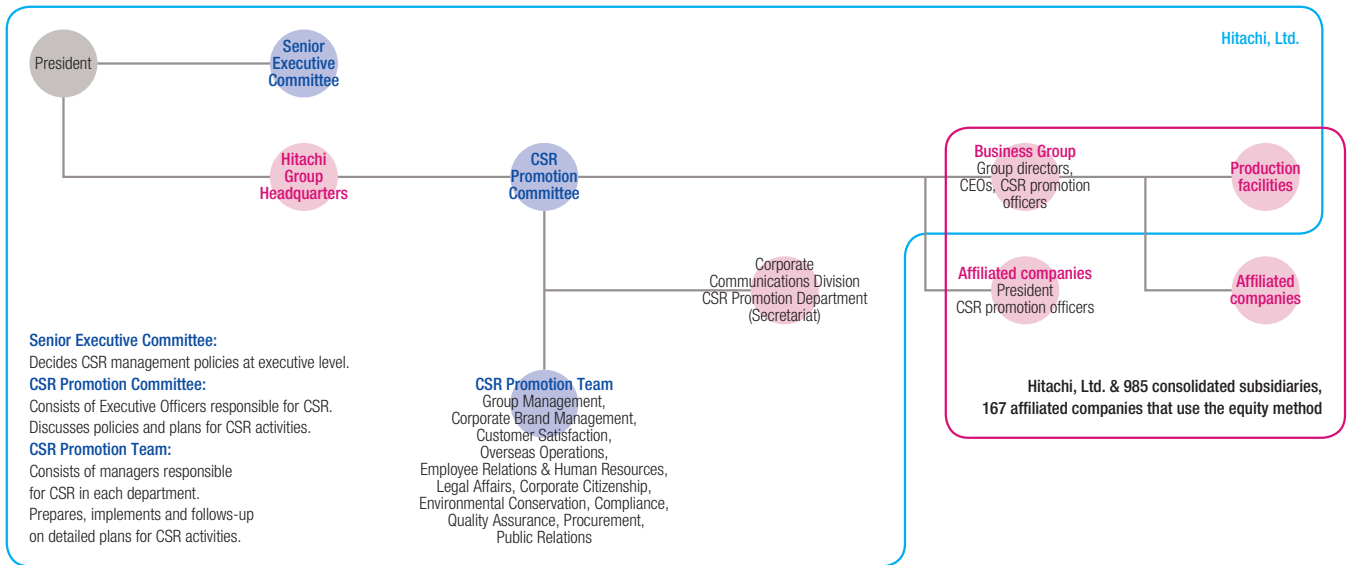 Hitachi, Ltd.
President
Senior
Executive
Committee
Hitachi
Group
Headquarters
CSR
Promotion
Committee
Business Group
Group directors,
CEOs, CSR promotion
officers
Production
facilities
Corporate
Communications Division
CSR Promotion Department
(Secretariat)
Affiliated companies
President
CSR promotion officers
Affiliated
companies
Senior Executive Committee:
Decides CSR management policies at executive level.
CSR Promotion Committee:
Consists of Executive Officers responsible for CSR.
Discusses policies and plans for CSR activities.
CSR Promotion Team:
Consists of managers responsible
for CSR in each department.
Prepares, implements and follows-up
on detailed plans for CSR activities.
CSR Promotion Team
Group Management,
Corporate Brand Management,
Customer Satisfaction,
Overseas Operations,
Employee Relations & Human Resources,
Legal Affairs, Corporate Citizenship,
Environmental Conservation, Compliance,
Quality Assurance, Procurement,
Public Relations
Hitachi, Ltd. & 985 consolidated subsidiaries,
167 affiliated companies that use the equity method